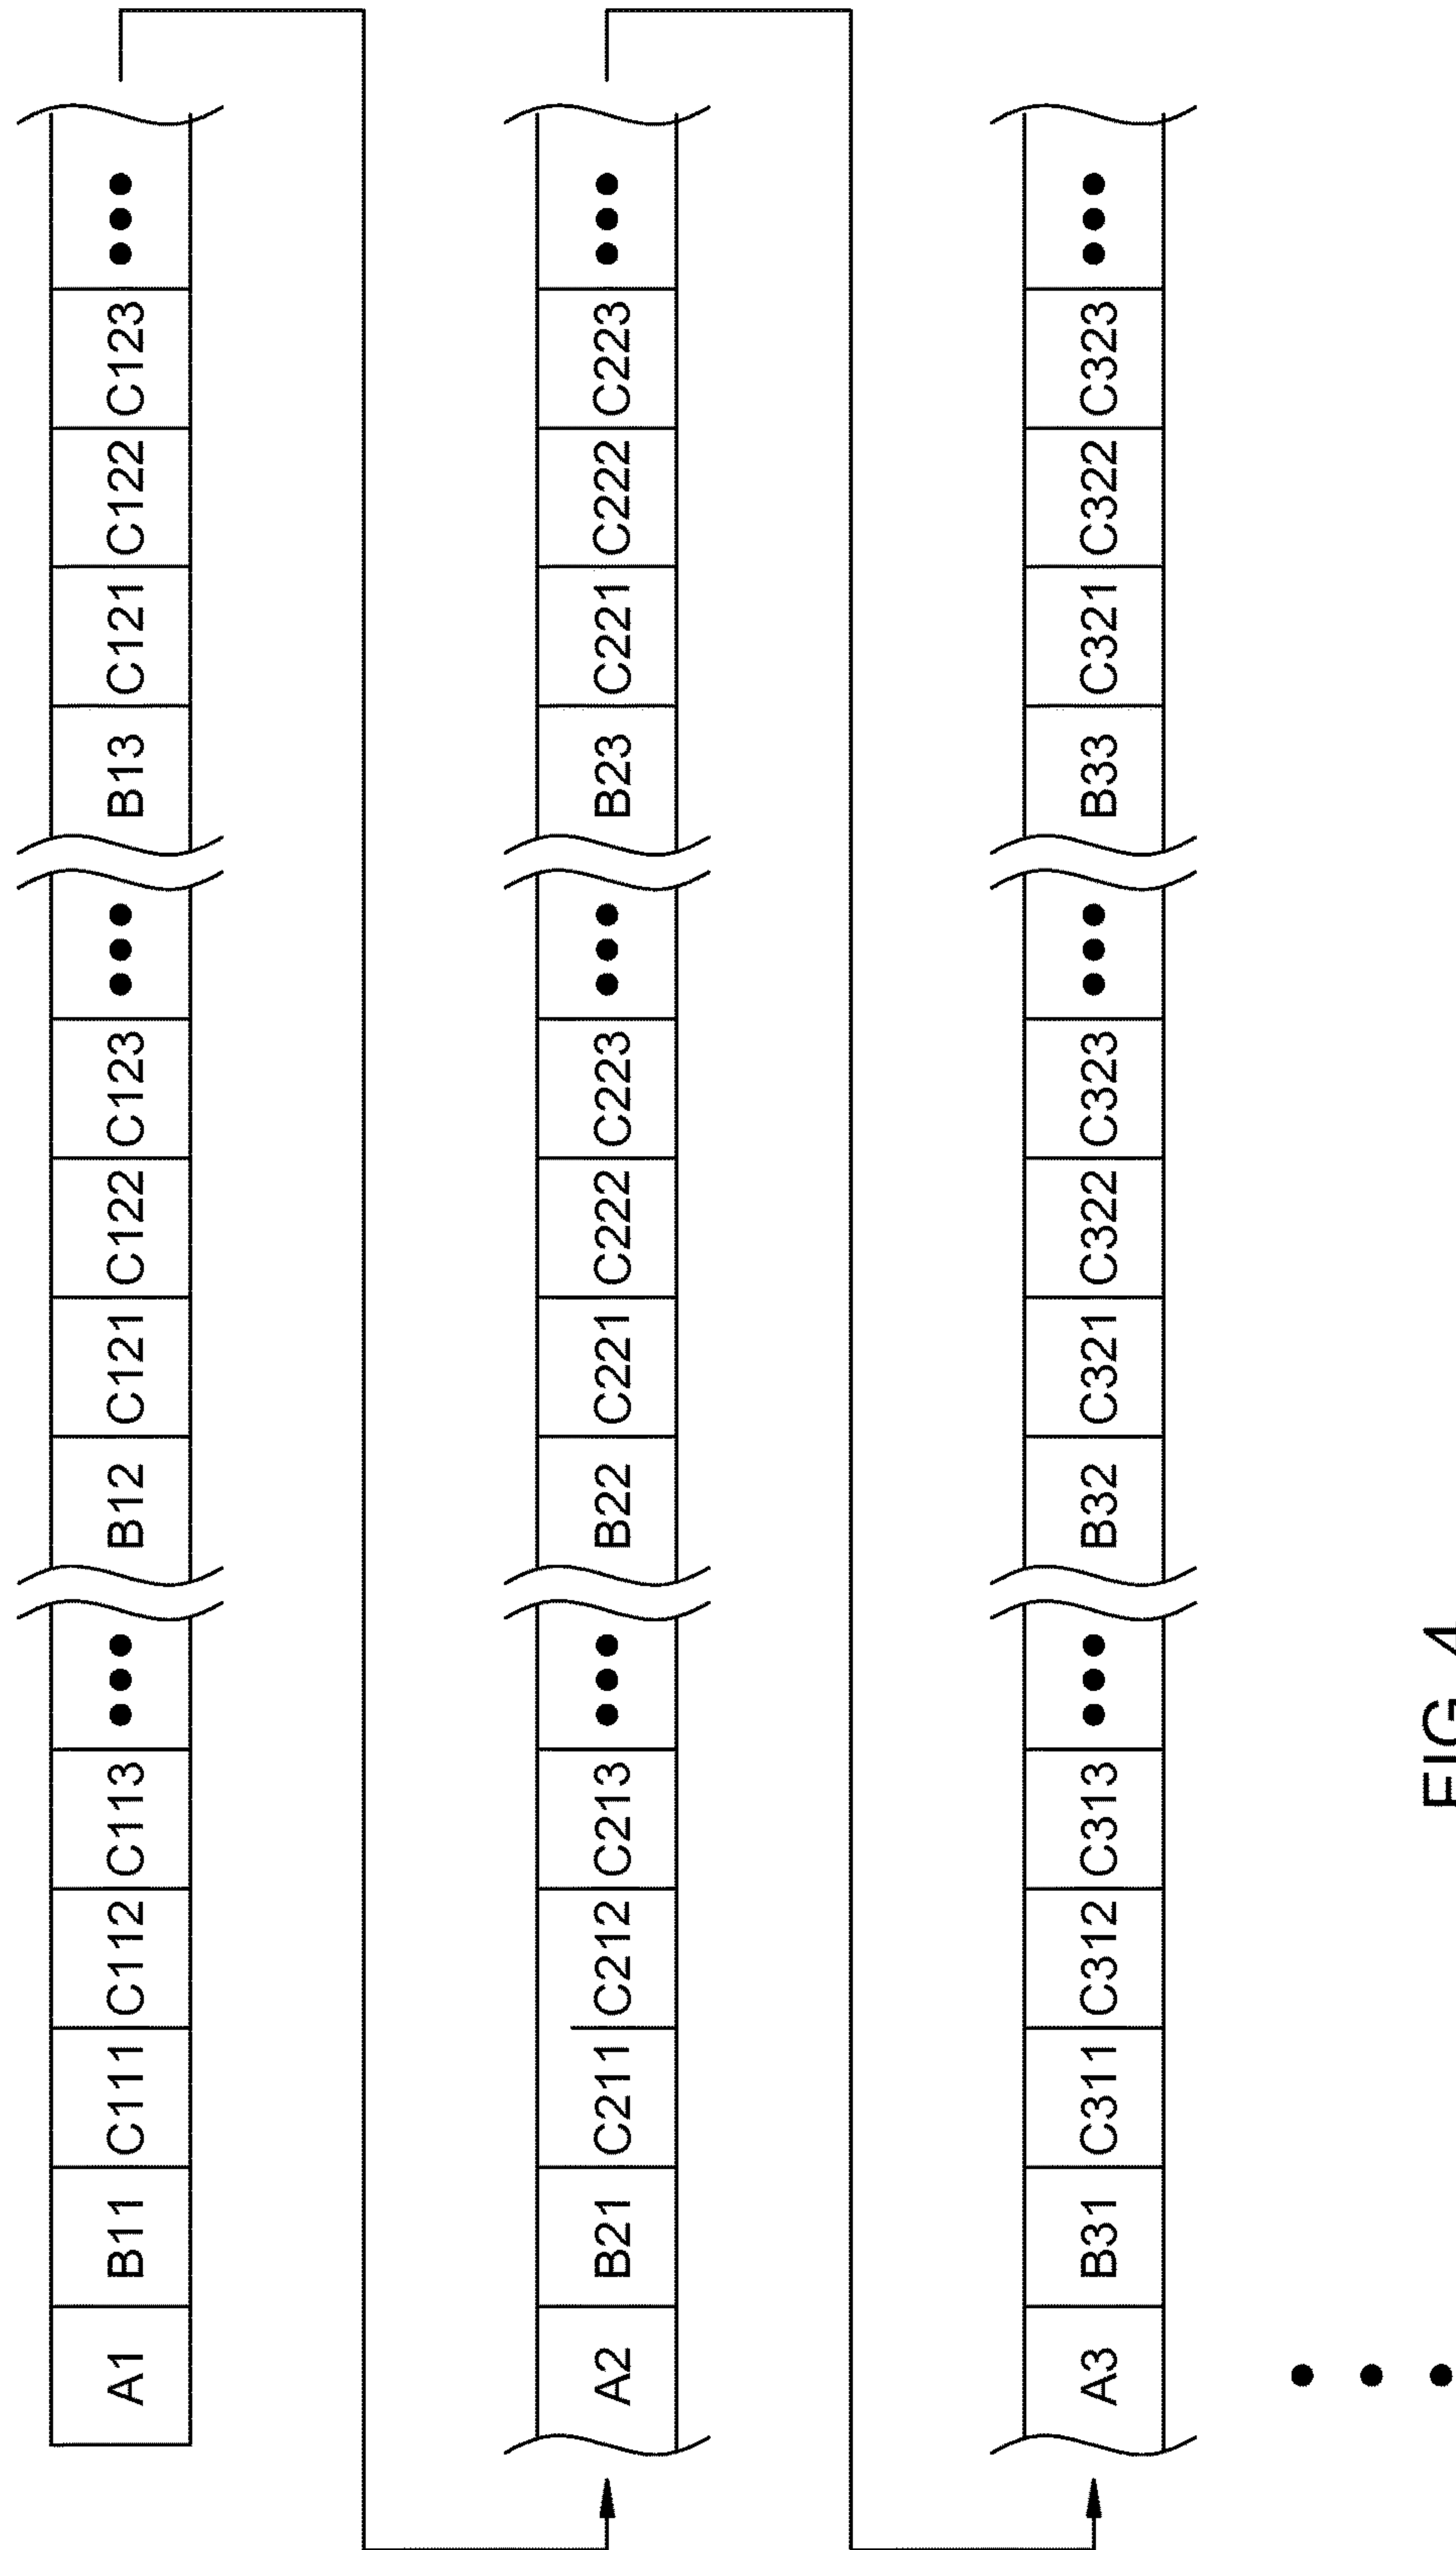 A1 B11 C111 C112 C113 ••• B12 C121 C122 C123 ••• B13 C121 C122 C123 •••
A2 B21 C211 C212 C213 ••• B22 C221 C222 C223 ••• B23 C221 C222 C223 •••
A3 B31 C311 C312 C313 ••• B32 C321 C322 C323 ••• B33 C321 C322 C323 •••
FIG. 4